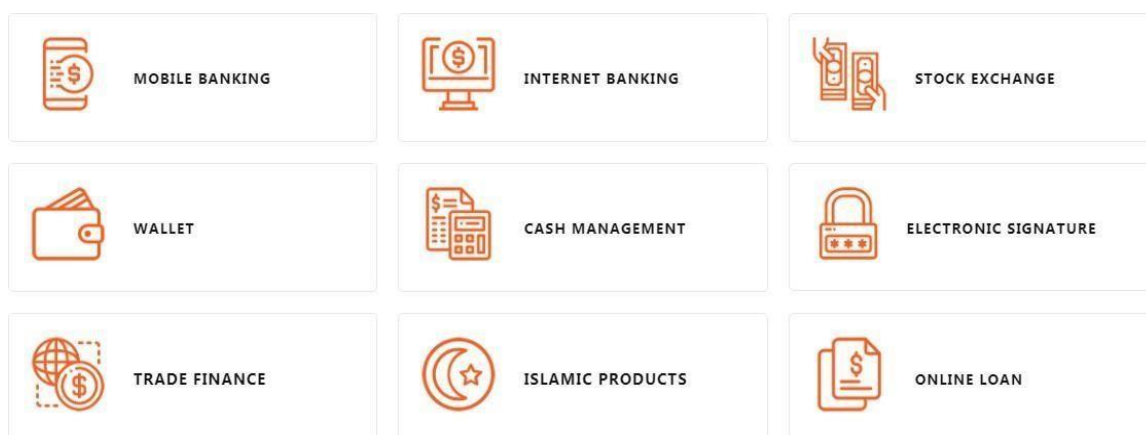 MOBILE BANKING
INTERNET BANKING
STOCK EXCHANGE
WALLET
CASH MANAGEMENT
ELECTRONIC SIGNATURE
TRADE FINANCE
ISLAMIC PRODUCTS
ONLINE LOAN